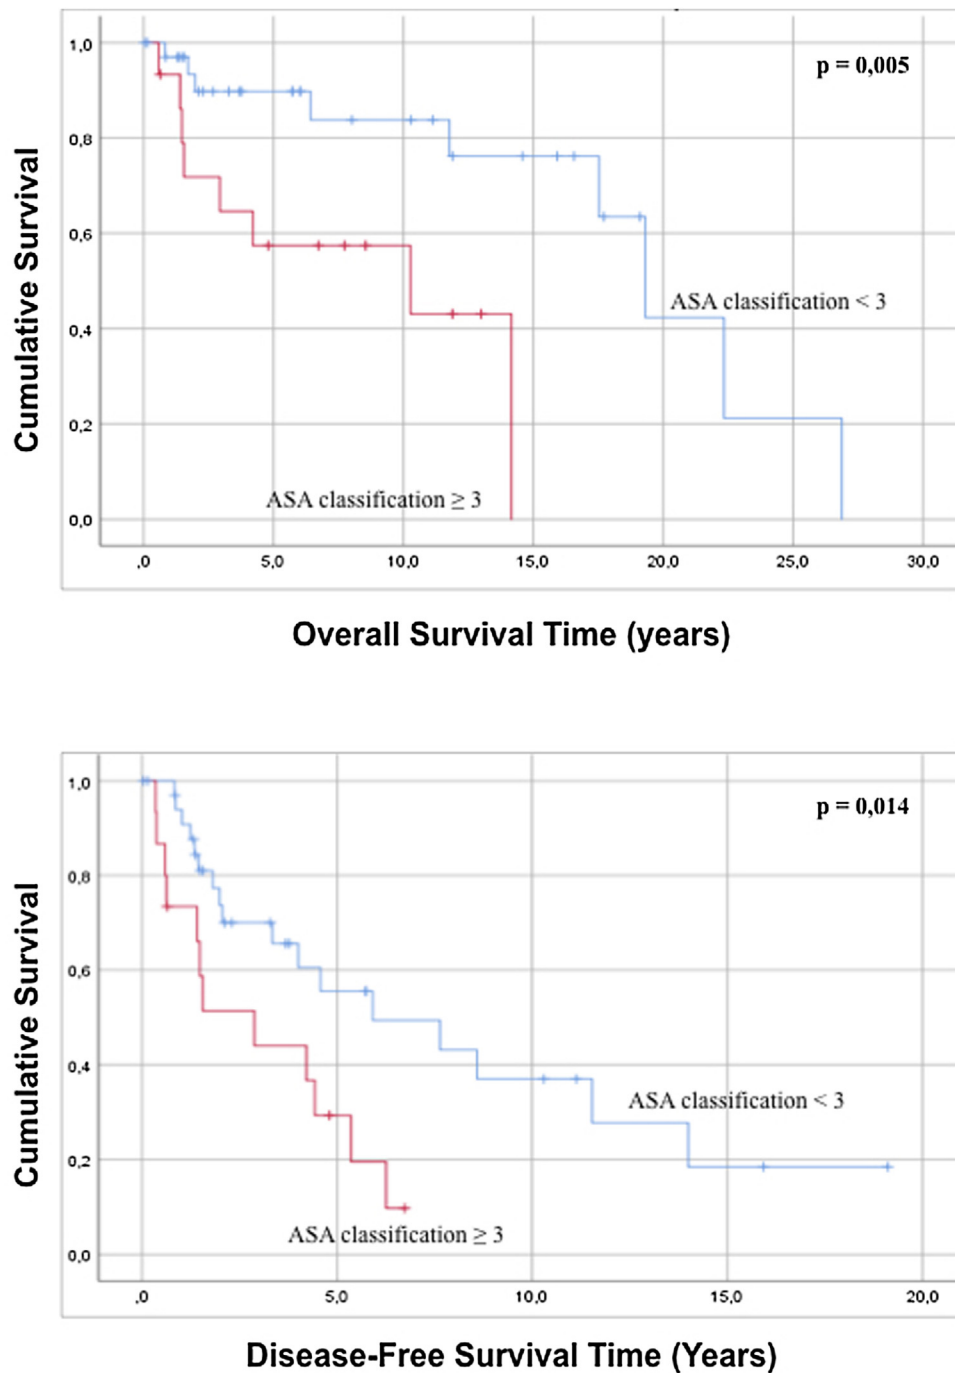 1,0
p = 0,005
0,8
0,6
ASA classification < 3
0,4
0,2
ASA classification ≥ 3
0,0
,0 5,0 10,0 15,0 20,0 25,0 30,0
Cumulative Survival
Overall Survival Time (years)
1,0
p = 0,014
0,8
0,6
0,4
ASA classification < 3
0,2
ASA classification ≥ 3
0,0
,0 5,0 10,0 15,0 20,0
Cumulative Survival
Disease-Free Survival Time (Years)